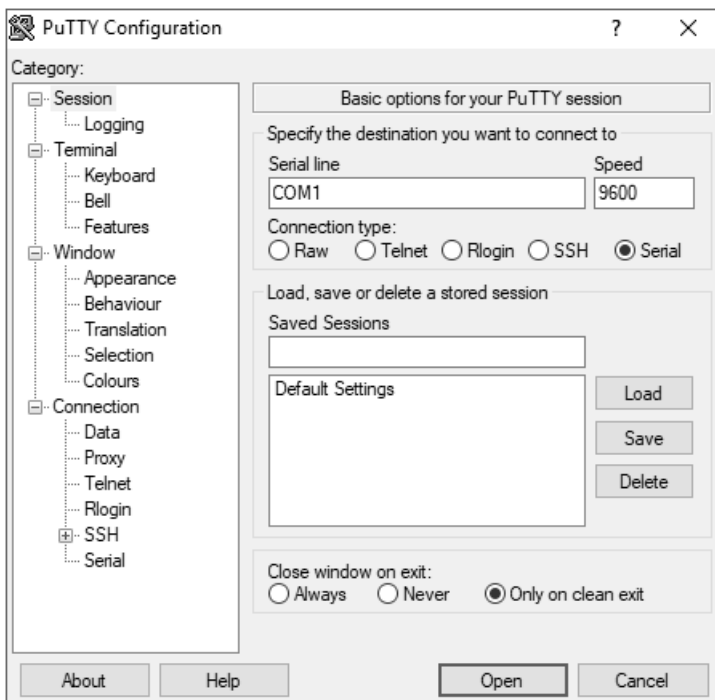 PuTTY Configuration
?
Category:
Session
Logging
Terminal
Keyboard
Bell
Features
Window
Appearance
Behaviour
Translation
Selection
Colours
Connection
Data
Proxy
Telnet
Rlogin
SSH
Serial
Basic options for your PuTTY session
Specify the destination you want to connect to
Serial line Speed
COM1 9600
Connection type:
Raw Telnet Rlogin SSH Serial
Load, save or delete a stored session
Saved Sessions
Default Settings
Load
Save
Delete
Close window on exit:
Always Never Only on clean exit
About Help Open Cancel